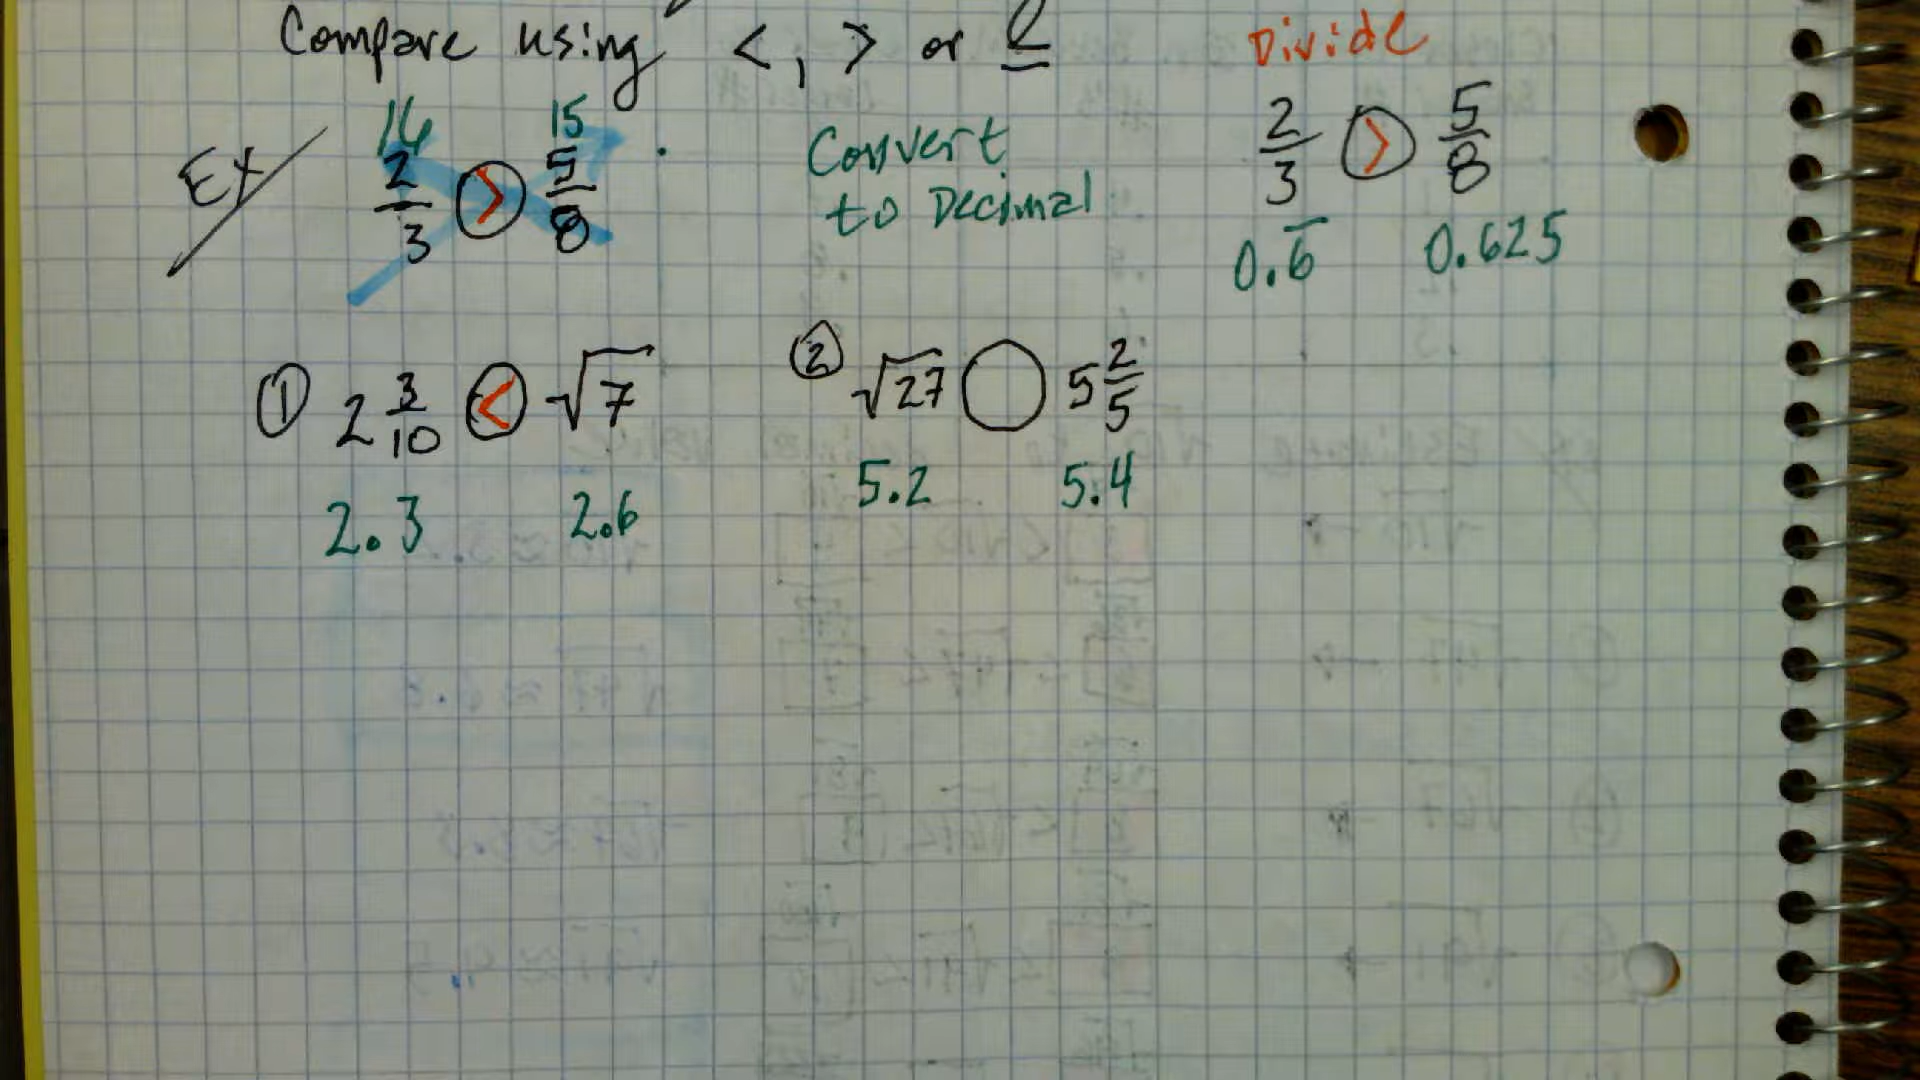 Compare using <, > or =
Divide
Ex/ 16 2/3 > 15 5/8 .
Convert to Decimal
2/3 > 5/8
0.6̅ 0.625
① 2 3/10 < √7
2.3 2.6
② √27 ◯ 5 2/5
5.2 5.4